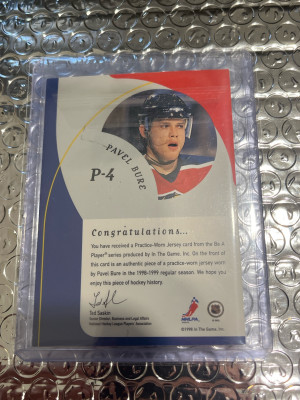 PAVEL BURE
P-4
Congratulations...
You have received a Practice-worn Jersey card from the Be A
Player® series produced by In The Game, Inc. On the front of
this card is an authentic piece of a practice-worn jersey worn
by Pavel Bure in the 1998-1999 regular season. We hope you
enjoy this piece of hockey history.
Ted Saskin
NHLPA
©1998 In The Game, Inc.